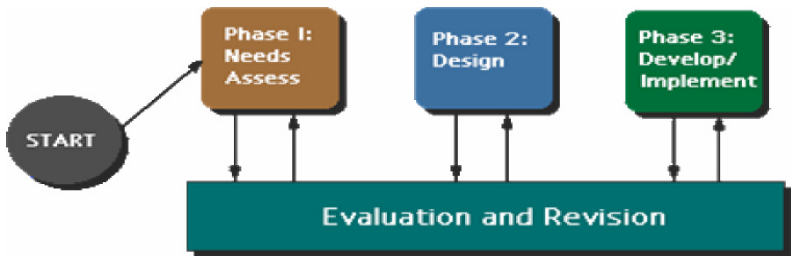 START
Phase 1:
Needs
Assess
Phase 2:
Design
Phase 3:
Develop/
Implement
Evaluation and Revision